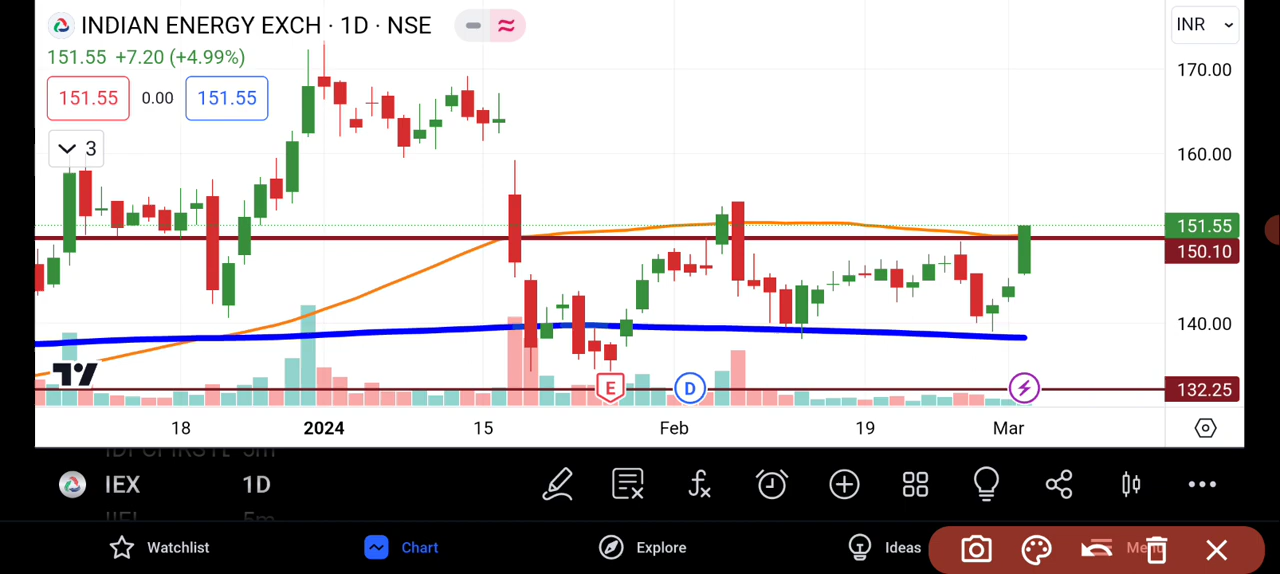 INDIAN ENERGY EXCH · 1D · NSE
INR
151.55 +7.20 (+4.99%)
151.55 0.00 151.55
3
170.00
160.00
151.55
150.10
140.00
132.25
E D
18 2024 15 Feb 19 Mar
IEX 1D
Watchlist Chart Explore Ideas Menu